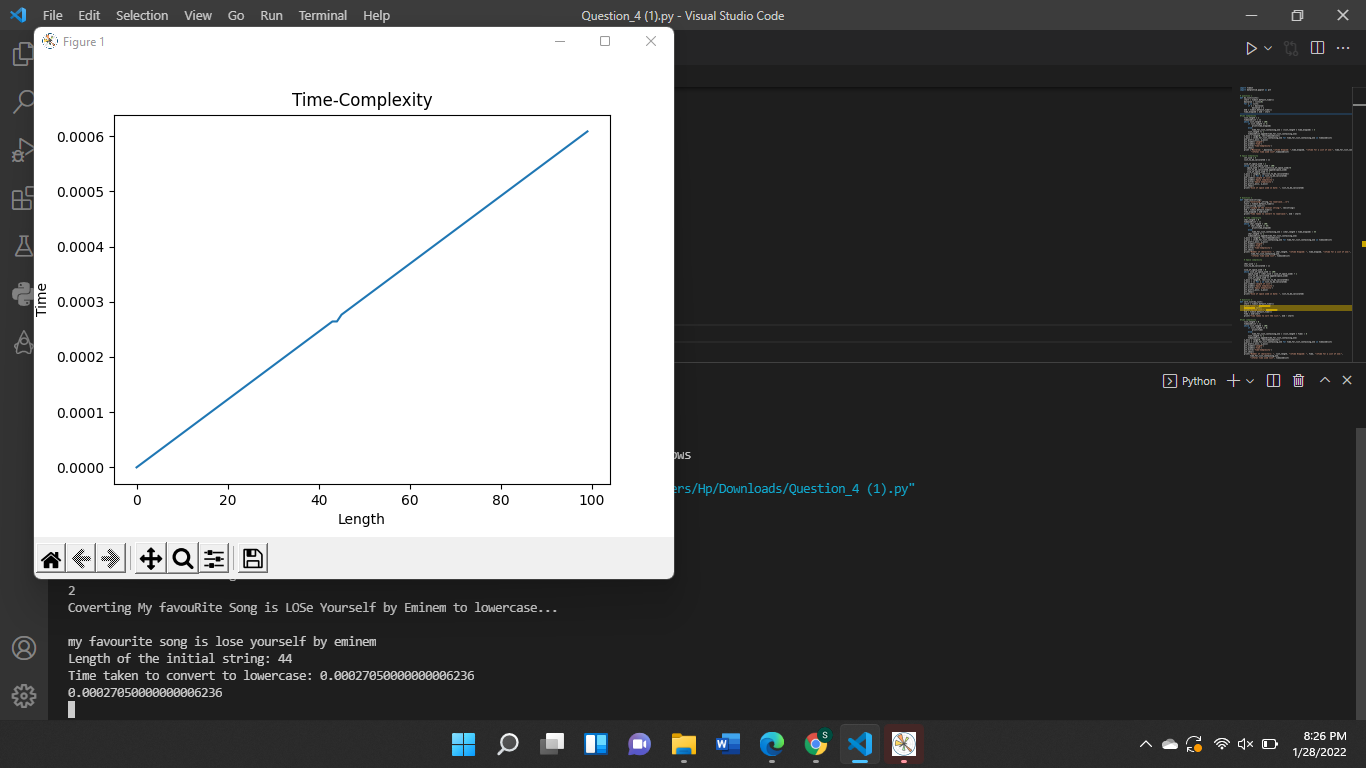 File Edit Selection View Go Run Terminal Help
Question_4 (1).py - Visual Studio Code
Figure 1
Time-Complexity
0.0006
0.0005
0.0004
0.0003
0.0002
0.0001
0.0000
Time
0 20 40 60 80 100
Length
Python
ows
ers/Hp/Downloads/Question_4 (1).py"
2
Coverting My favouRite Song is LOSe Yourself by Eminem to lowercase...
my favourite song is lose yourself by eminem
Length of the initial string: 44
Time taken to convert to lowercase: 0.00027050000000006236
0.00027050000000006236
S
8:26 PM
1/28/2022